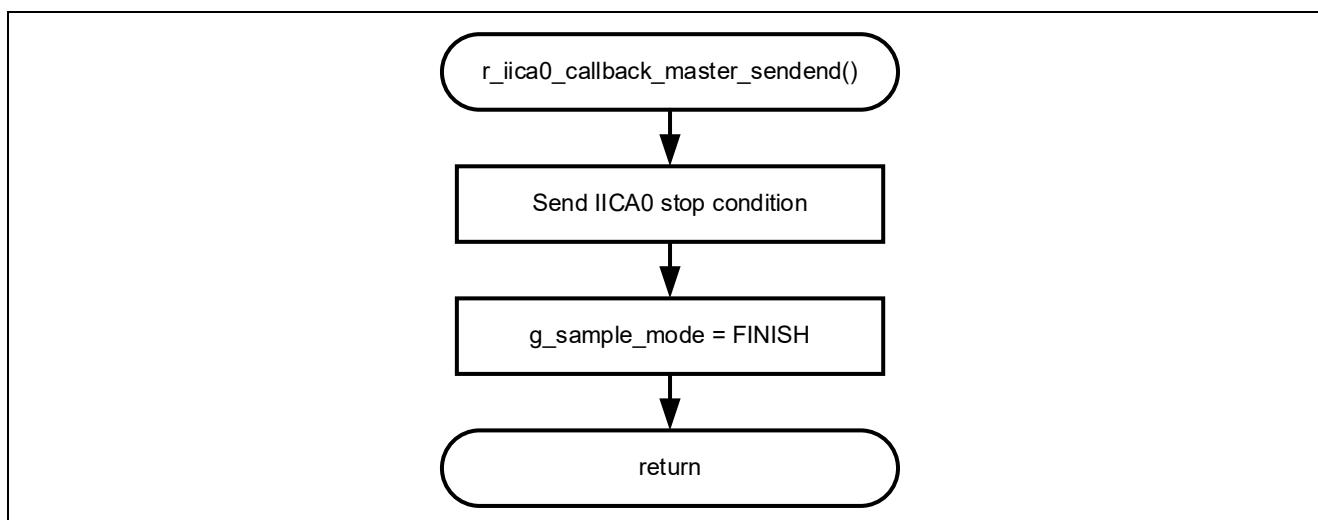 r_iica0_callback_master_sendend()
Send IICA0 stop condition
g_sample_mode = FINISH
return